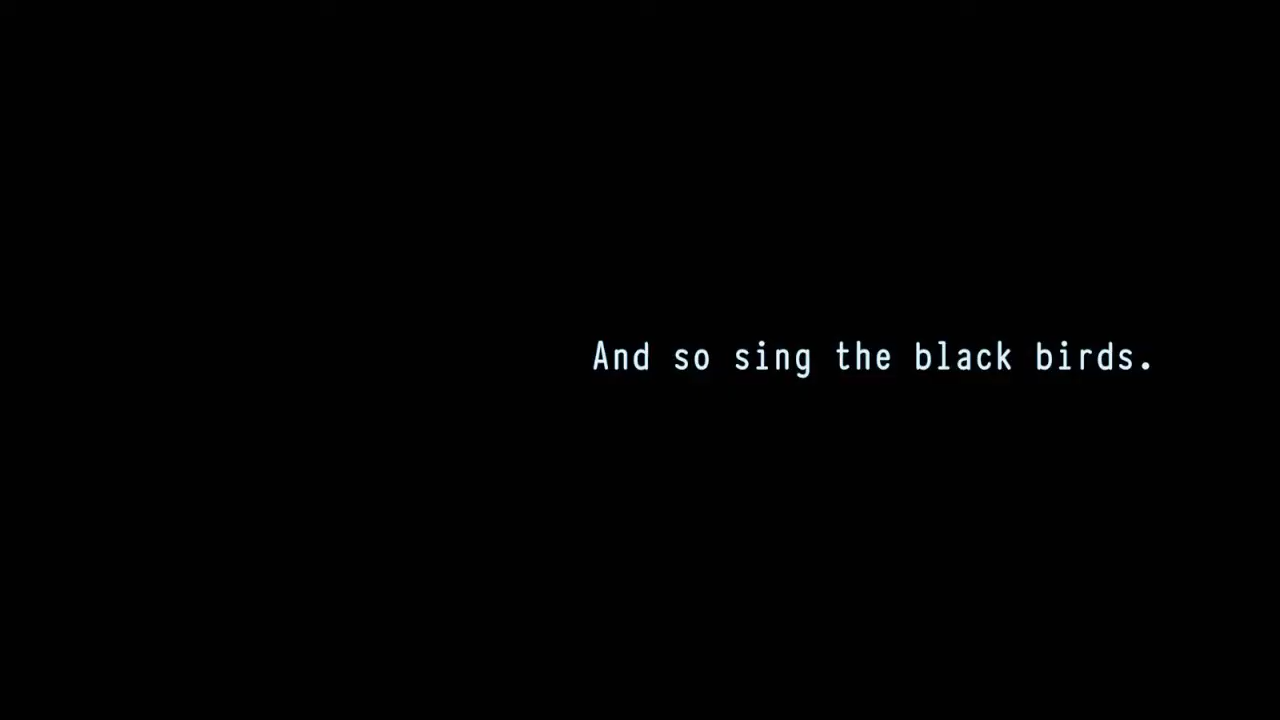 And so sing the black birds.